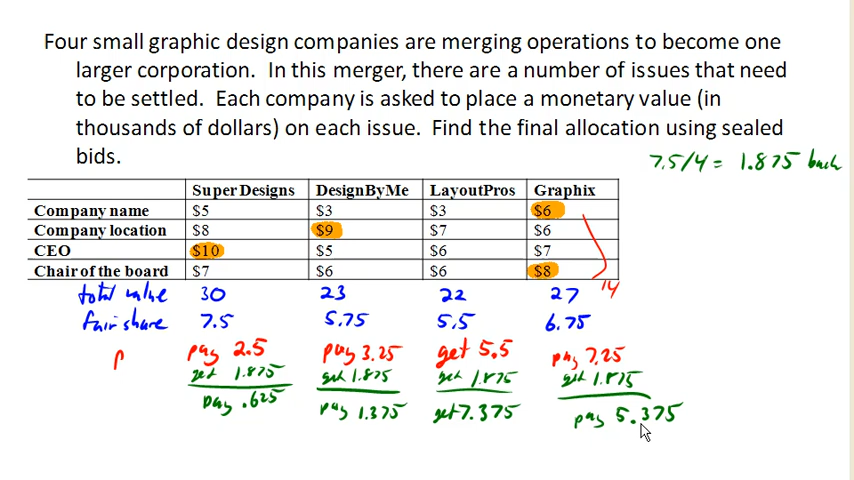 Four small graphic design companies are merging operations to become one
larger corporation. In this merger, there are a number of issues that need
to be settled. Each company is asked to place a monetary value (in
thousands of dollars) on each issue. Find the final allocation using sealed
bids.
7.5/4 = 1.875 back
Super Designs DesignByMe LayoutPros Graphix
Company name $5 $3 $3 $6
Company location $8 $9 $7 $6
CEO $10 $5 $6 $7
Chair of the board $7 $6 $6 $8
14
total value 30 23 22 27
fair share 7.5 5.75 5.5 6.75
pay 2.5 pay 3.25 get 5.5 pay 7.25
get 1.875 get 1.875 get 1.875 get 1.875
pay .625 pay 1.375 get 7.375 pay 5.375